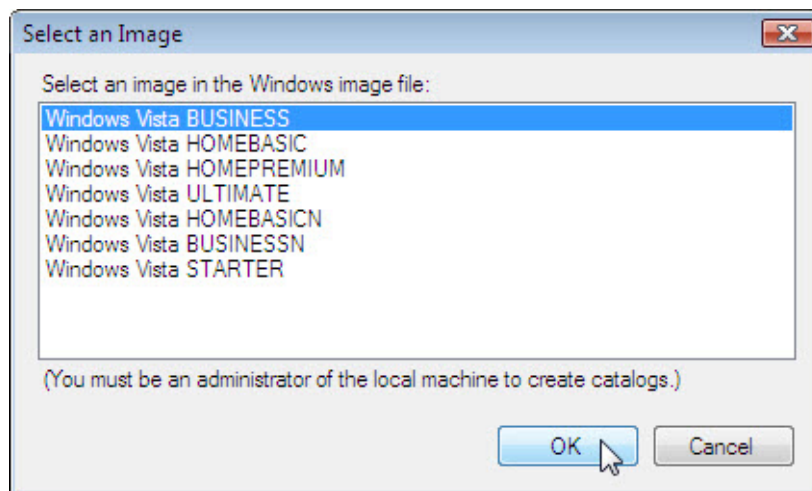 Select an Image
Select an image in the Windows image file:
Windows Vista BUSINESS
Windows Vista HOMEBASIC
Windows Vista HOMEPREMIUM
Windows Vista ULTIMATE
Windows Vista HOMEBASICN
Windows Vista BUSINESSN
Windows Vista STARTER
(You must be an administrator of the local machine to create catalogs.)
OK Cancel